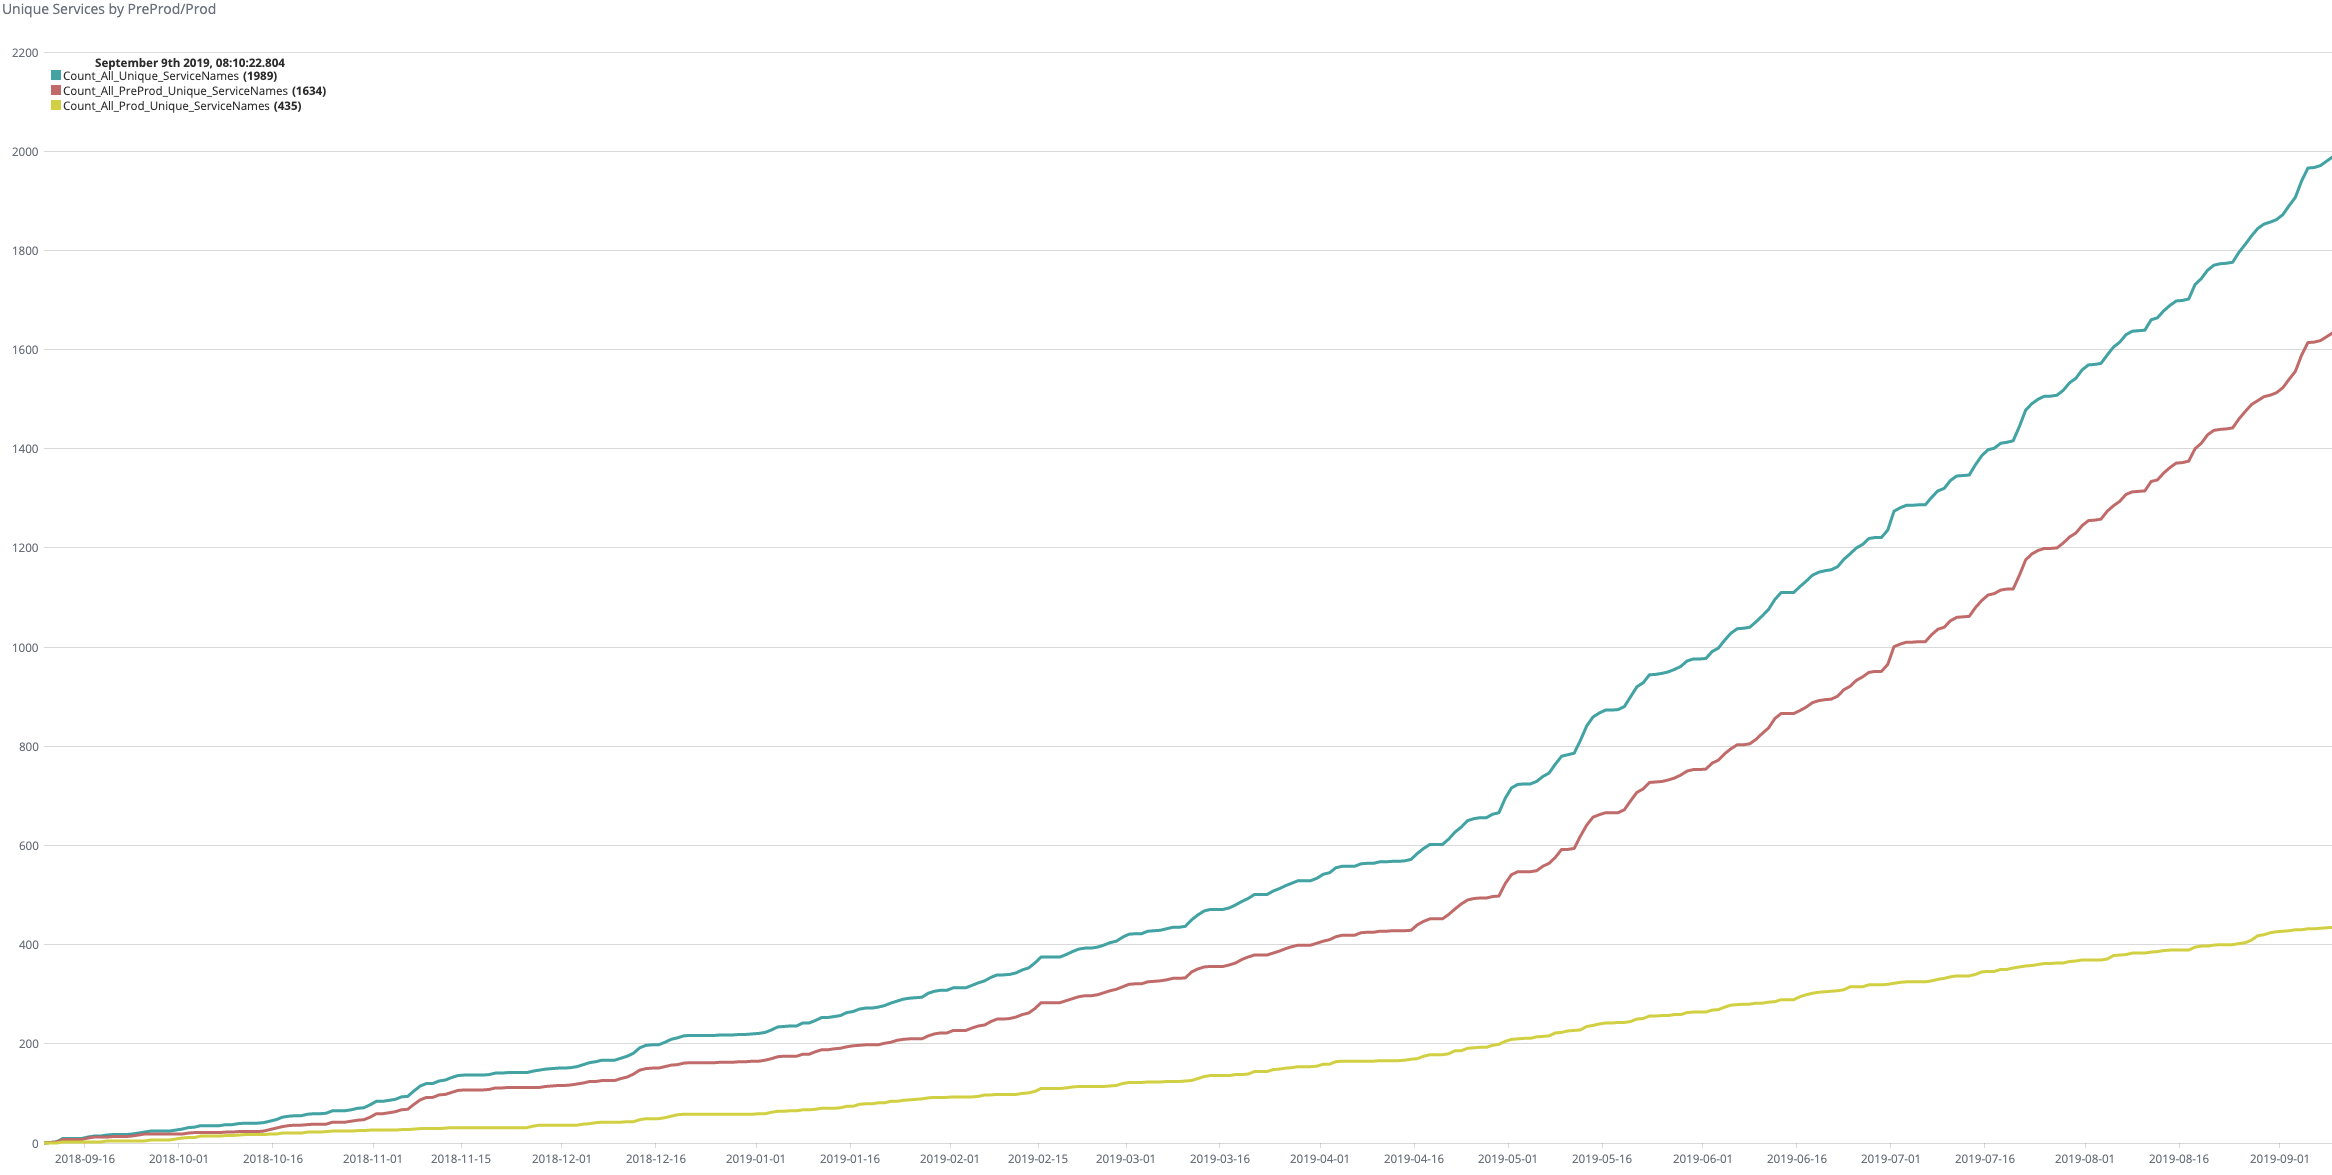 Unique Services by PreProd/Prod
2200
September 9th 2019, 08:10:22.804
Count_All_Unique_ServiceNames (1989)
Count_All_PreProd_Unique_ServiceNames (1634)
Count_All_Prod_Unique_ServiceNames (435)
2000
1800
1600
1400
1200
1000
800
600
400
200
0
2018-09-16 2018-10-01 2018-10-16 2018-11-01 2018-11-15 2018-12-01 2018-12-16 2019-01-01 2019-01-16 2019-02-01 2019-02-15 2019-03-01 2019-03-16 2019-04-01 2019-04-16 2019-05-01 2019-05-16 2019-06-01 2019-06-16 2019-07-01 2019-07-16 2019-08-01 2019-08-16 2019-09-01